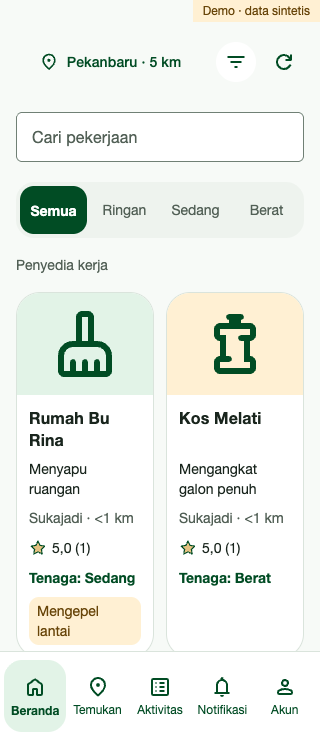 Demo · data sintetis
Pekanbaru · 5 km
Cari pekerjaan
Semua
Ringan
Sedang
Berat
Penyedia kerja
Rumah Bu
Rina
Menyapu
ruangan
Sukajadi · <1 km
5,0 (1)
Tenaga: Sedang
Mengepel
lantai
Kos Melati
Mengangkat
galon penuh
Sukajadi · <1 km
5,0 (1)
Tenaga: Berat
Beranda
Temukan
Aktivitas
Notifikasi
Akun